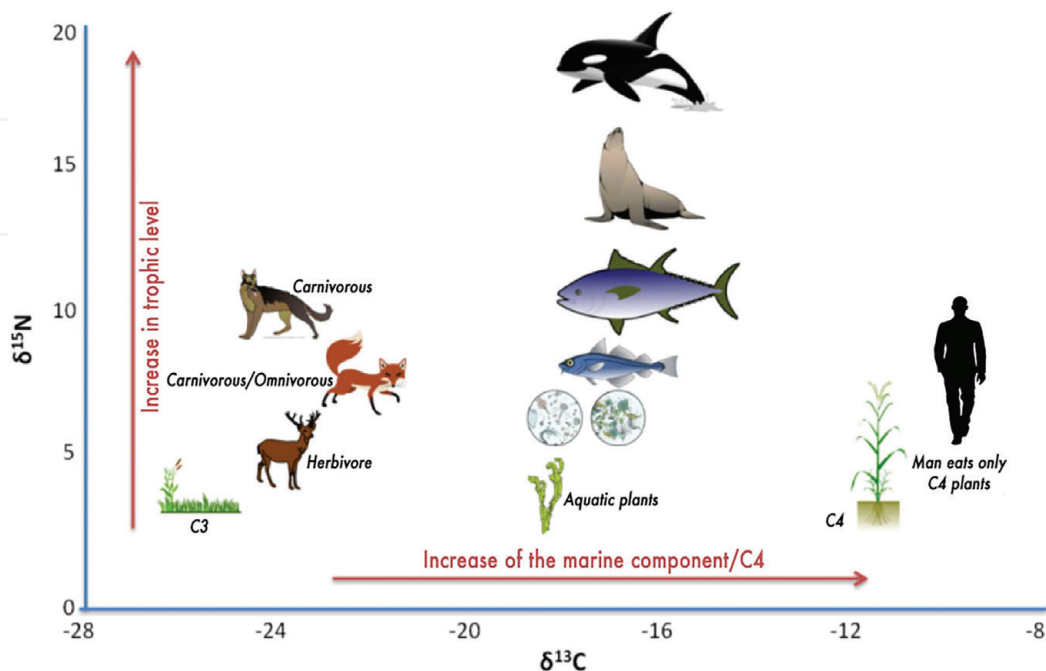 20
15
10
5
0
δ15N
Increase in trophic level
Carnivorous
Carnivorous/Omnivorous
Herbivore
C3
Aquatic plants
C4
Man eats only
C4 plants
Increase of the marine component/C4
-28
-24
-20
-16
-12
-8
δ13C